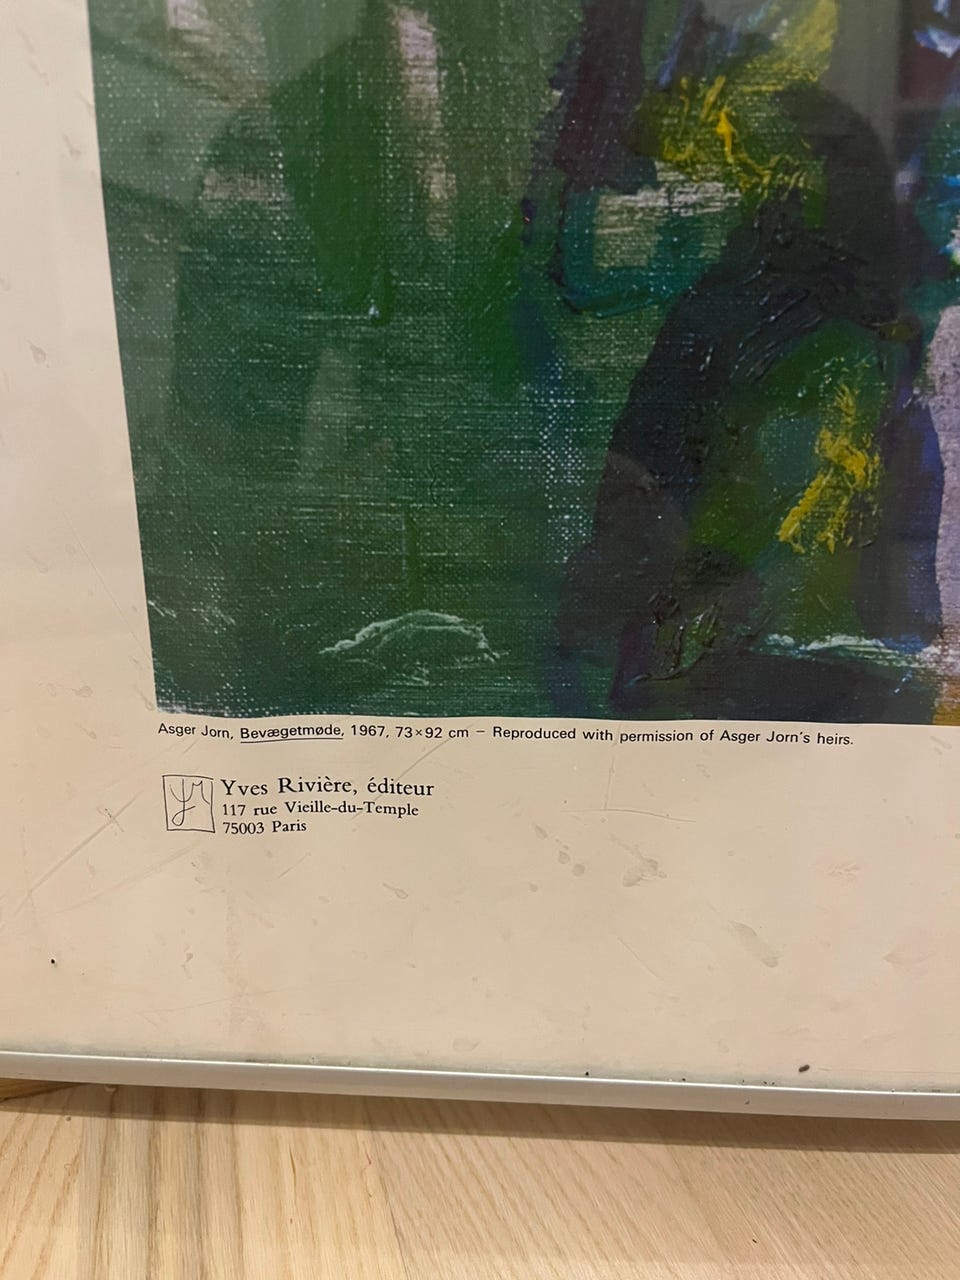 Asger Jorn, Bevægetmøde, 1967, 73×92 cm – Reproduced with permission of Asger Jorn's heirs.
Yves Rivière, éditeur
117 rue Vieille-du-Temple
75003 Paris